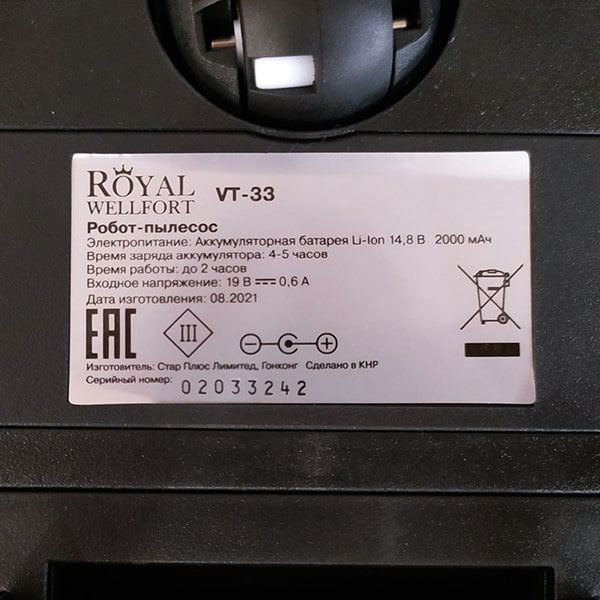 ROYAL
WELLFORT
VT-33
Робот-пылесос
Электропитание: Аккумуляторная батарея Li-Ion 14,8 В 2000 мАч
Время заряда аккумулятора: 4-5 часов
Время работы: до 2 часов
Входное напряжение: 19 В 0,6 А
Дата изготовления: 08.2021
EAC
III
Изготовитель: Стар Плюс Лимитед, Гонконг Сделано в КНР
Серийный номер: 02033242